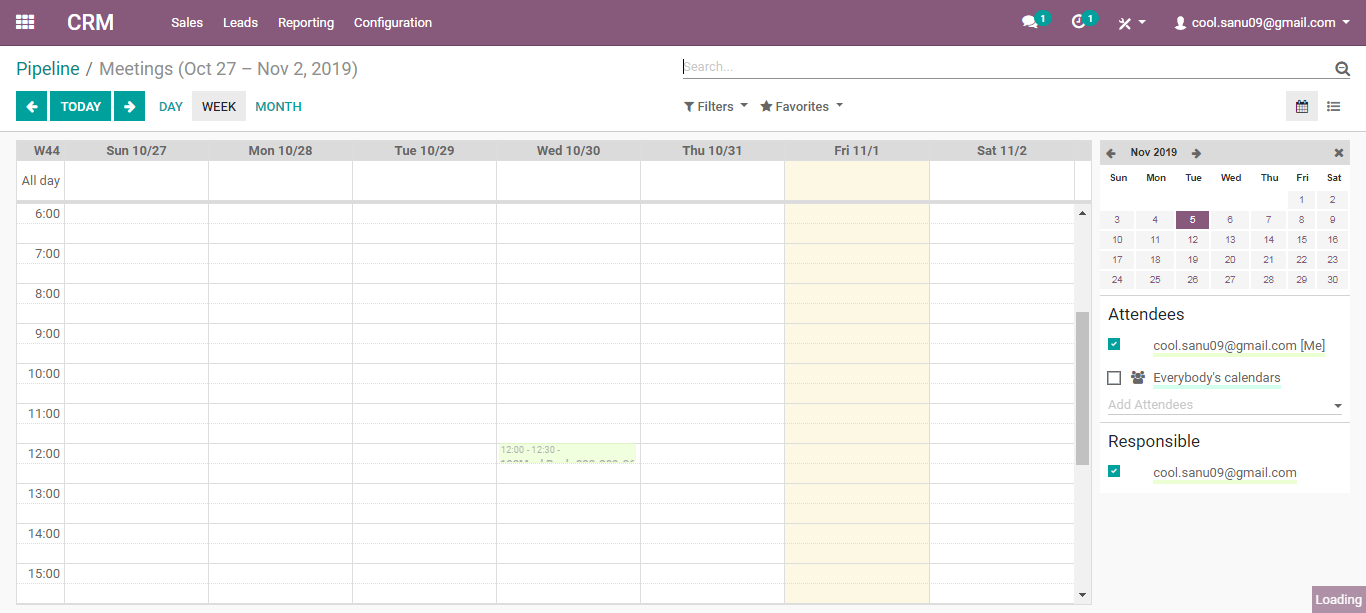 CRM Sales Leads Reporting Configuration 1 1 cool.sanu09@gmail.com
Pipeline / Meetings (Oct 27 – Nov 2, 2019) Search...
TODAY DAY WEEK MONTH Filters Favorites
W44 Sun 10/27 Mon 10/28 Tue 10/29 Wed 10/30 Thu 10/31 Fri 11/1 Sat 11/2
All day
6:00
7:00
8:00
9:00
10:00
11:00
12:00 12:00 - 12:30 -
13:00
14:00
15:00
Nov 2019
Sun Mon Tue Wed Thu Fri Sat
1 2
3 4 5 6 7 8 9
10 11 12 13 14 15 16
17 18 19 20 21 22 23
24 25 26 27 28 29 30
Attendees
cool.sanu09@gmail.com [Me]
Everybody's calendars
Add Attendees
Responsible
cool.sanu09@gmail.com
Loading